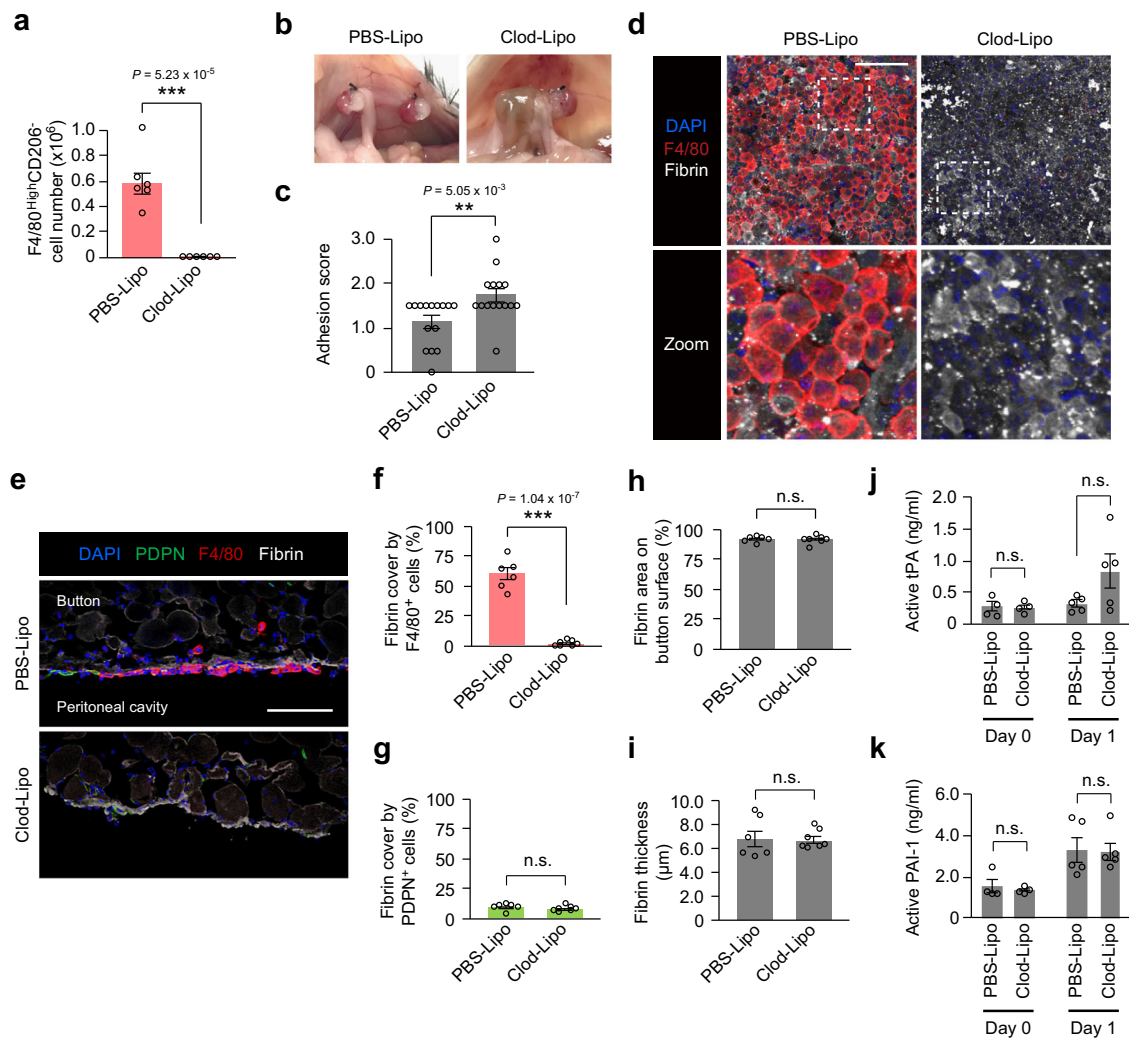 a
P = 5.23 x 10-5
***
F4/80HighCD206-
cell number (x106)
1.0
0.8
0.6
0.4
0.2
0
PBS-Lipo
Clod-Lipo
b
PBS-Lipo
Clod-Lipo
c
P = 5.05 x 10-3
**
Adhesion score
3.0
2.0
1.0
0
PBS-Lipo
Clod-Lipo
d
PBS-Lipo
Clod-Lipo
DAPI
F4/80
Fibrin
Zoom
e
DAPI PDPN F4/80 Fibrin
PBS-Lipo
Button
Peritoneal cavity
Clod-Lipo
f
P = 1.04 x 10-7
***
Fibrin cover by
F4/80+ cells (%)
100
75
50
25
0
PBS-Lipo
Clod-Lipo
g
n.s.
Fibrin cover by
PDPN+ cells (%)
100
75
50
25
0
PBS-Lipo
Clod-Lipo
h
n.s.
Fibrin area on
button surface (%)
100
75
50
25
0
PBS-Lipo
Clod-Lipo
i
n.s.
Fibrin thickness
(μm)
10.0
8.0
6.0
4.0
2.0
0
PBS-Lipo
Clod-Lipo
j
n.s.
n.s.
Active tPA (ng/ml)
2.0
1.5
1.0
0.5
0
PBS-Lipo
Clod-Lipo
PBS-Lipo
Clod-Lipo
Day 0
Day 1
k
n.s.
n.s.
Active PAI-1 (ng/ml)
6.0
4.0
2.0
0
PBS-Lipo
Clod-Lipo
PBS-Lipo
Clod-Lipo
Day 0
Day 1